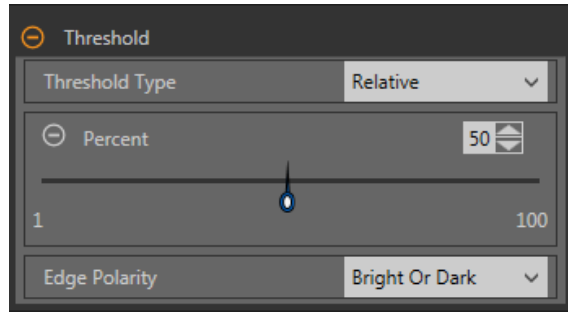 Threshold
Threshold Type Relative
Percent 50
1 100
Edge Polarity Bright Or Dark